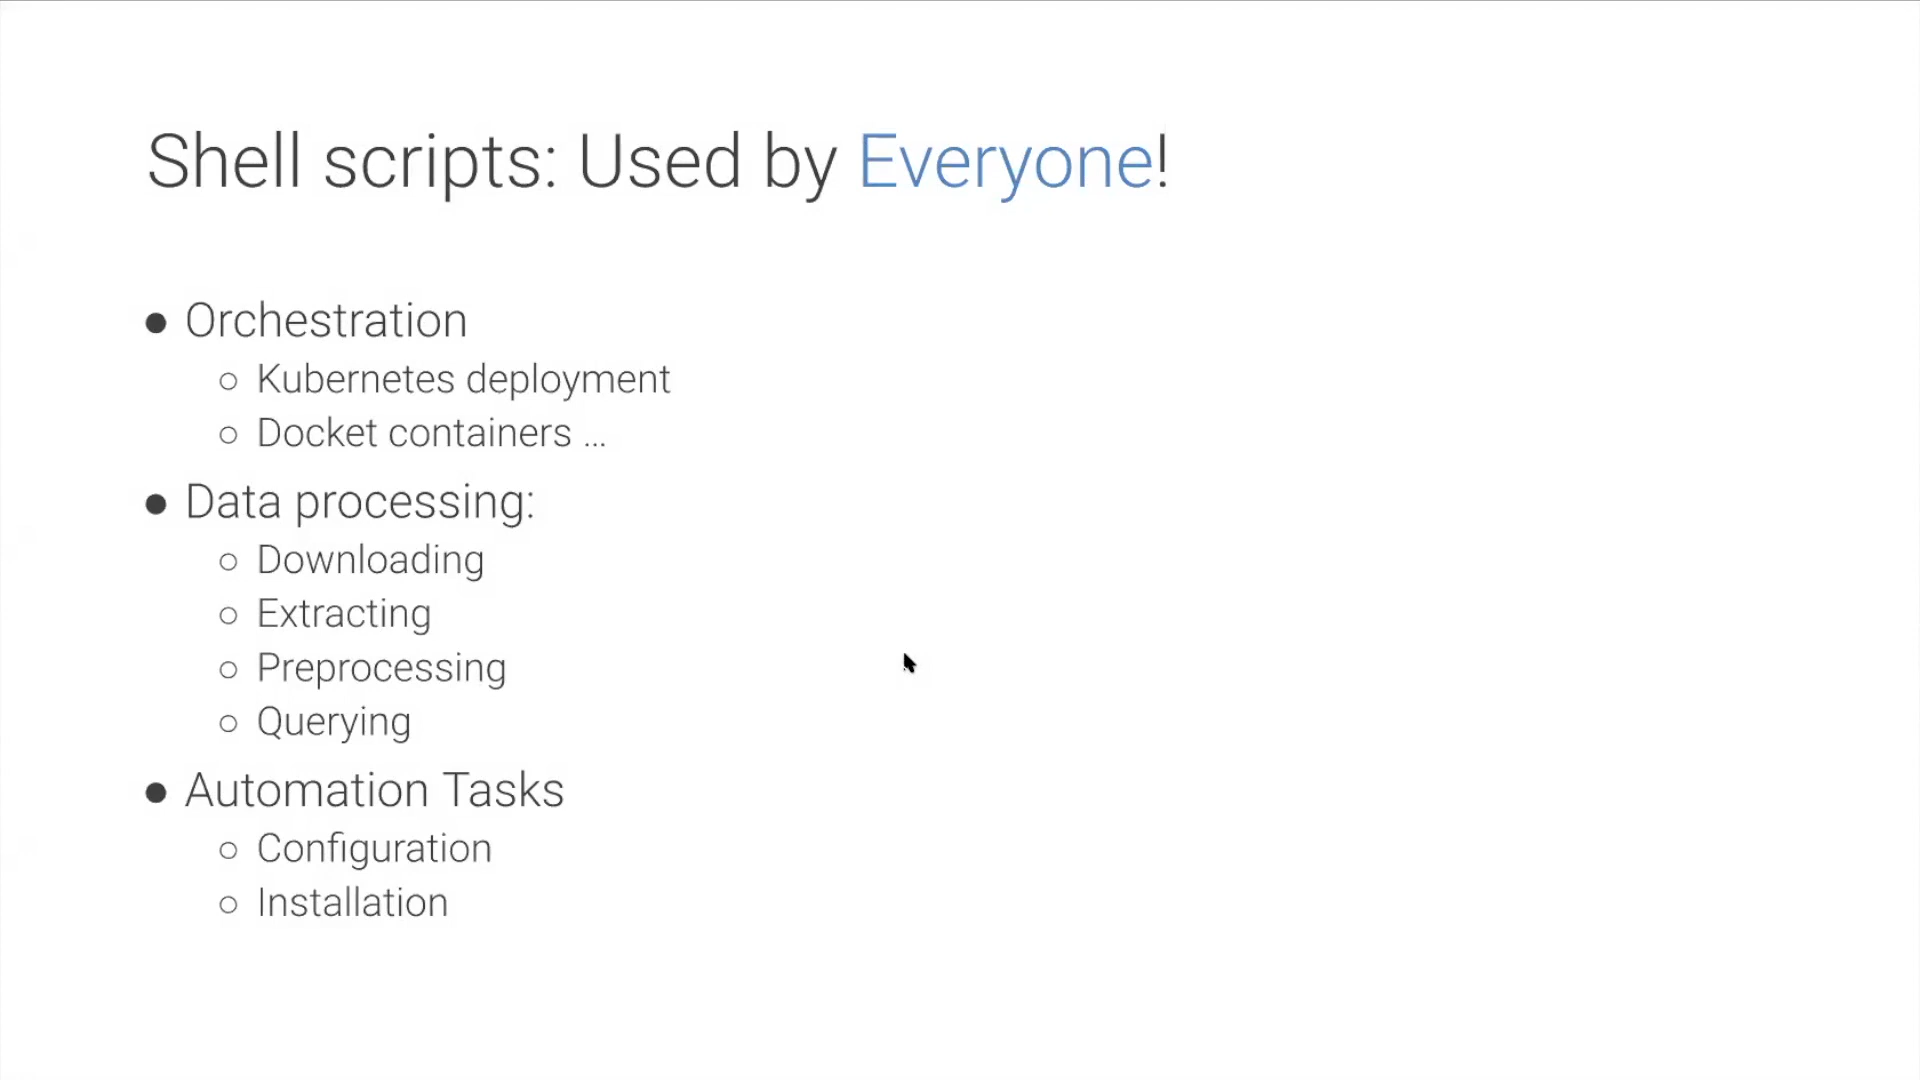 Shell scripts: Used by Everyone!
● Orchestration
○ Kubernetes deployment
○ Docket containers ...
● Data processing:
○ Downloading
○ Extracting
○ Preprocessing
○ Querying
● Automation Tasks
○ Configuration
○ Installation